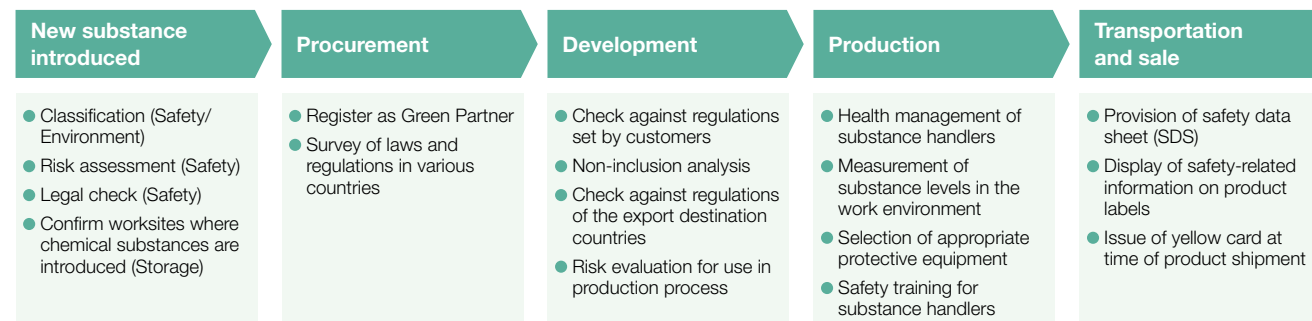 New substance
introduced
Procurement
Development
Production
Transportation
and sale
● Classification (Safety/
Environment)
● Risk assessment (Safety)
● Legal check (Safety)
● Confirm worksites where
chemical substances are
introduced (Storage)
● Register as Green Partner
● Survey of laws and
regulations in various
countries
● Check against regulations
set by customers
● Non-inclusion analysis
● Check against regulations
of the export destination
countries
● Risk evaluation for use in
production process
● Health management of
substance handlers
● Measurement of
substance levels in the
work environment
● Selection of appropriate
protective equipment
● Safety training for
substance handlers
● Provision of safety data
sheet (SDS)
● Display of safety-related
information on product
labels
● Issue of yellow card at
time of product shipment